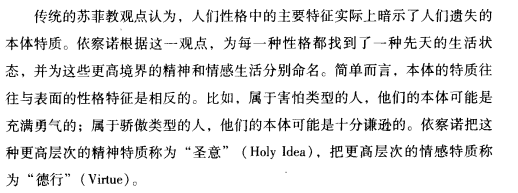 传统的苏菲教观点认为，人们性格中的主要特征实际上暗示了人们遗失的
本体特质。依察诺根据这一观点，为每一种性格都找到了一种先天的生活状
态，并为这些更高境界的精神和情感生活分别命名。简单而言，本体的特质往
往与表面的性格特征是相反的。比如，属于害怕类型的人，他们的本体可能是
充满勇气的；属于骄傲类型的人，他们的本体可能是十分谦逊的。依察诺把这
种更高层次的精神特质称为“圣意”（Holy Idea），把更高层次的情感特质称
为“德行”（Virtue）。